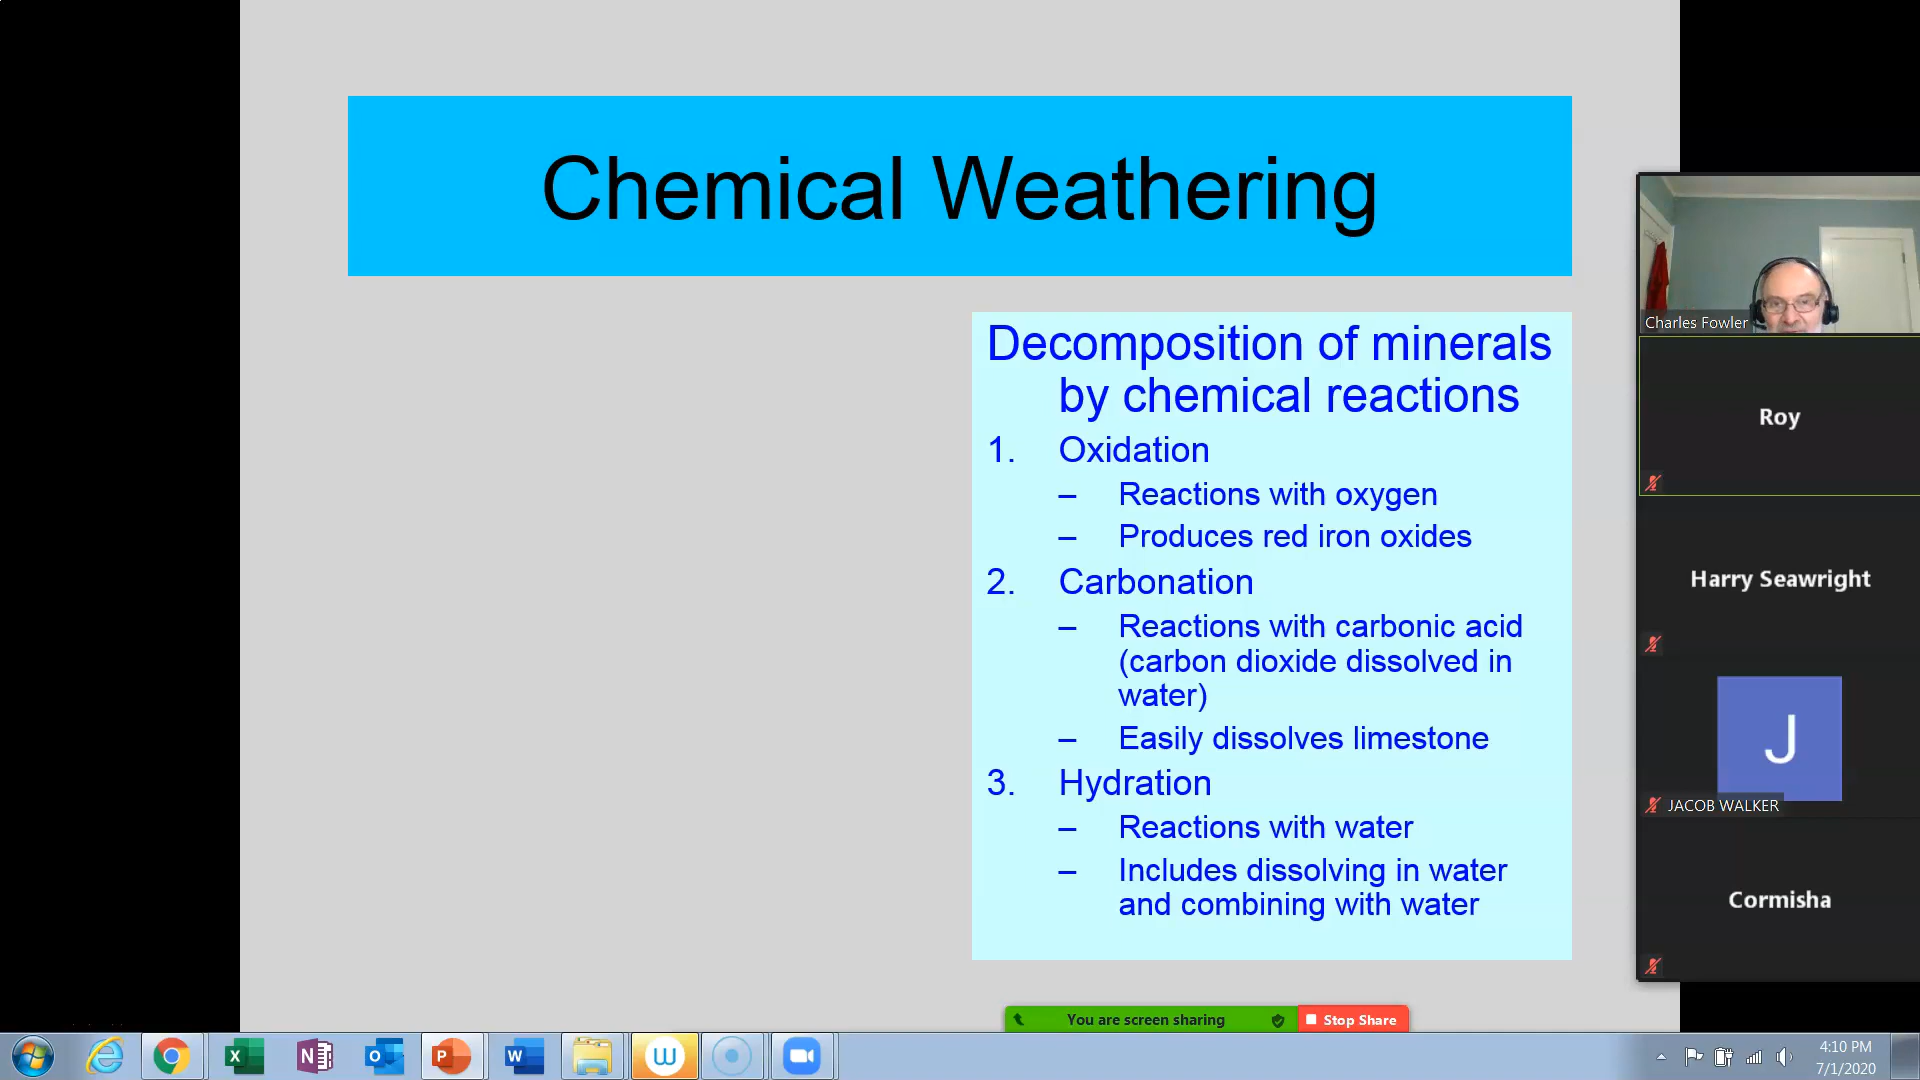 Chemical Weathering
Decomposition of minerals
by chemical reactions
1. Oxidation
– Reactions with oxygen
– Produces red iron oxides
2. Carbonation
– Reactions with carbonic acid
(carbon dioxide dissolved in
water)
– Easily dissolves limestone
3. Hydration
– Reactions with water
– Includes dissolving in water
and combining with water
Charles Fowler
Roy
Harry Seawright
J
JACOB WALKER
Cormisha
You are screen sharing
Stop Share
4:10 PM
7/1/2020